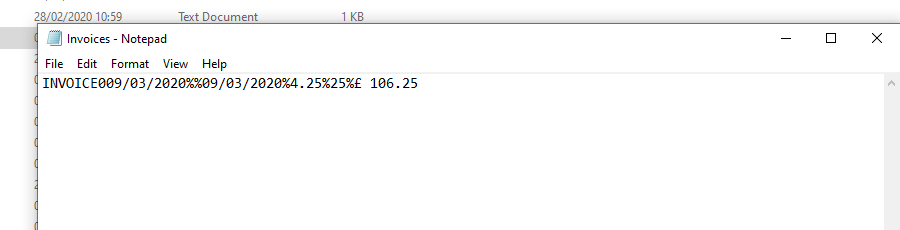 28/02/2020 10:59 Text Document 1 KB
Invoices - Notepad
File Edit Format View Help
INVOICE009/03/2020%%09/03/2020%4.25%25%£ 106.25